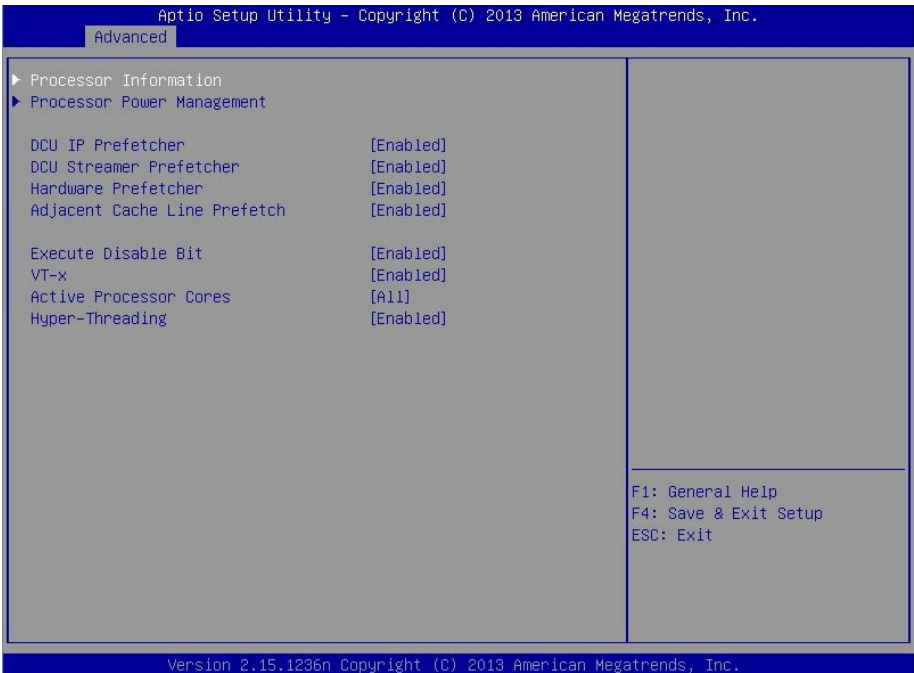 Aptio Setup Utility – Copyright (C) 2013 American Megatrends, Inc.
Advanced
Processor Information
Processor Power Management
DCU IP Prefetcher [Enabled]
DCU Streamer Prefetcher [Enabled]
Hardware Prefetcher [Enabled]
Adjacent Cache Line Prefetch [Enabled]
Execute Disable Bit [Enabled]
VT-x [Enabled]
Active Processor Cores [All]
Hyper-Threading [Enabled]
F1: General Help
F4: Save & Exit Setup
ESC: Exit
Version 2.15.1236n Copyright (C) 2013 American Megatrends, Inc.